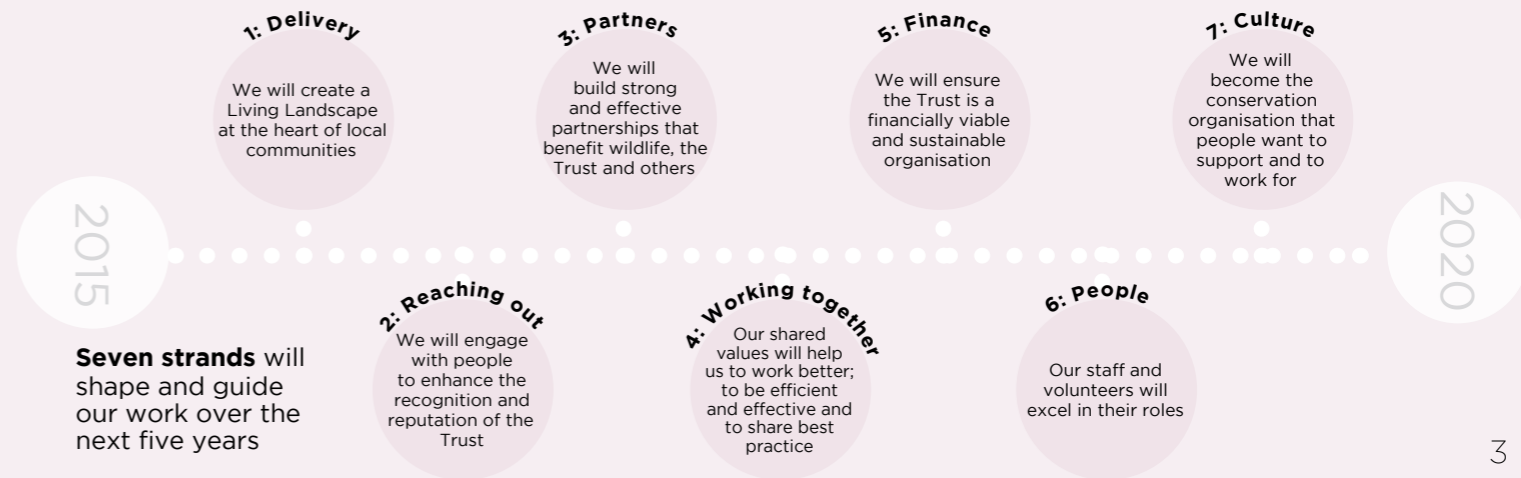 1: Delivery
We will create a
Living Landscape
at the heart of local
communities
3: Partners
We will
build strong
and effective
partnerships that
benefit wildlife, the
Trust and others
5: Finance
We will ensure
the Trust is a
financially viable
and sustainable
organisation
7: Culture
We will
become the
conservation
organisation that
people want to
support and to
work for
2015
2020
Seven strands will
shape and guide
our work over the
next five years
2: Reaching out
We will engage
with people
to enhance the
recognition and
reputation of the
Trust
4: Working together
Our shared
values will help
us to work better;
to be efficient
and effective and
to share best
practice
6: People
Our staff and
volunteers will
excel in their roles
3